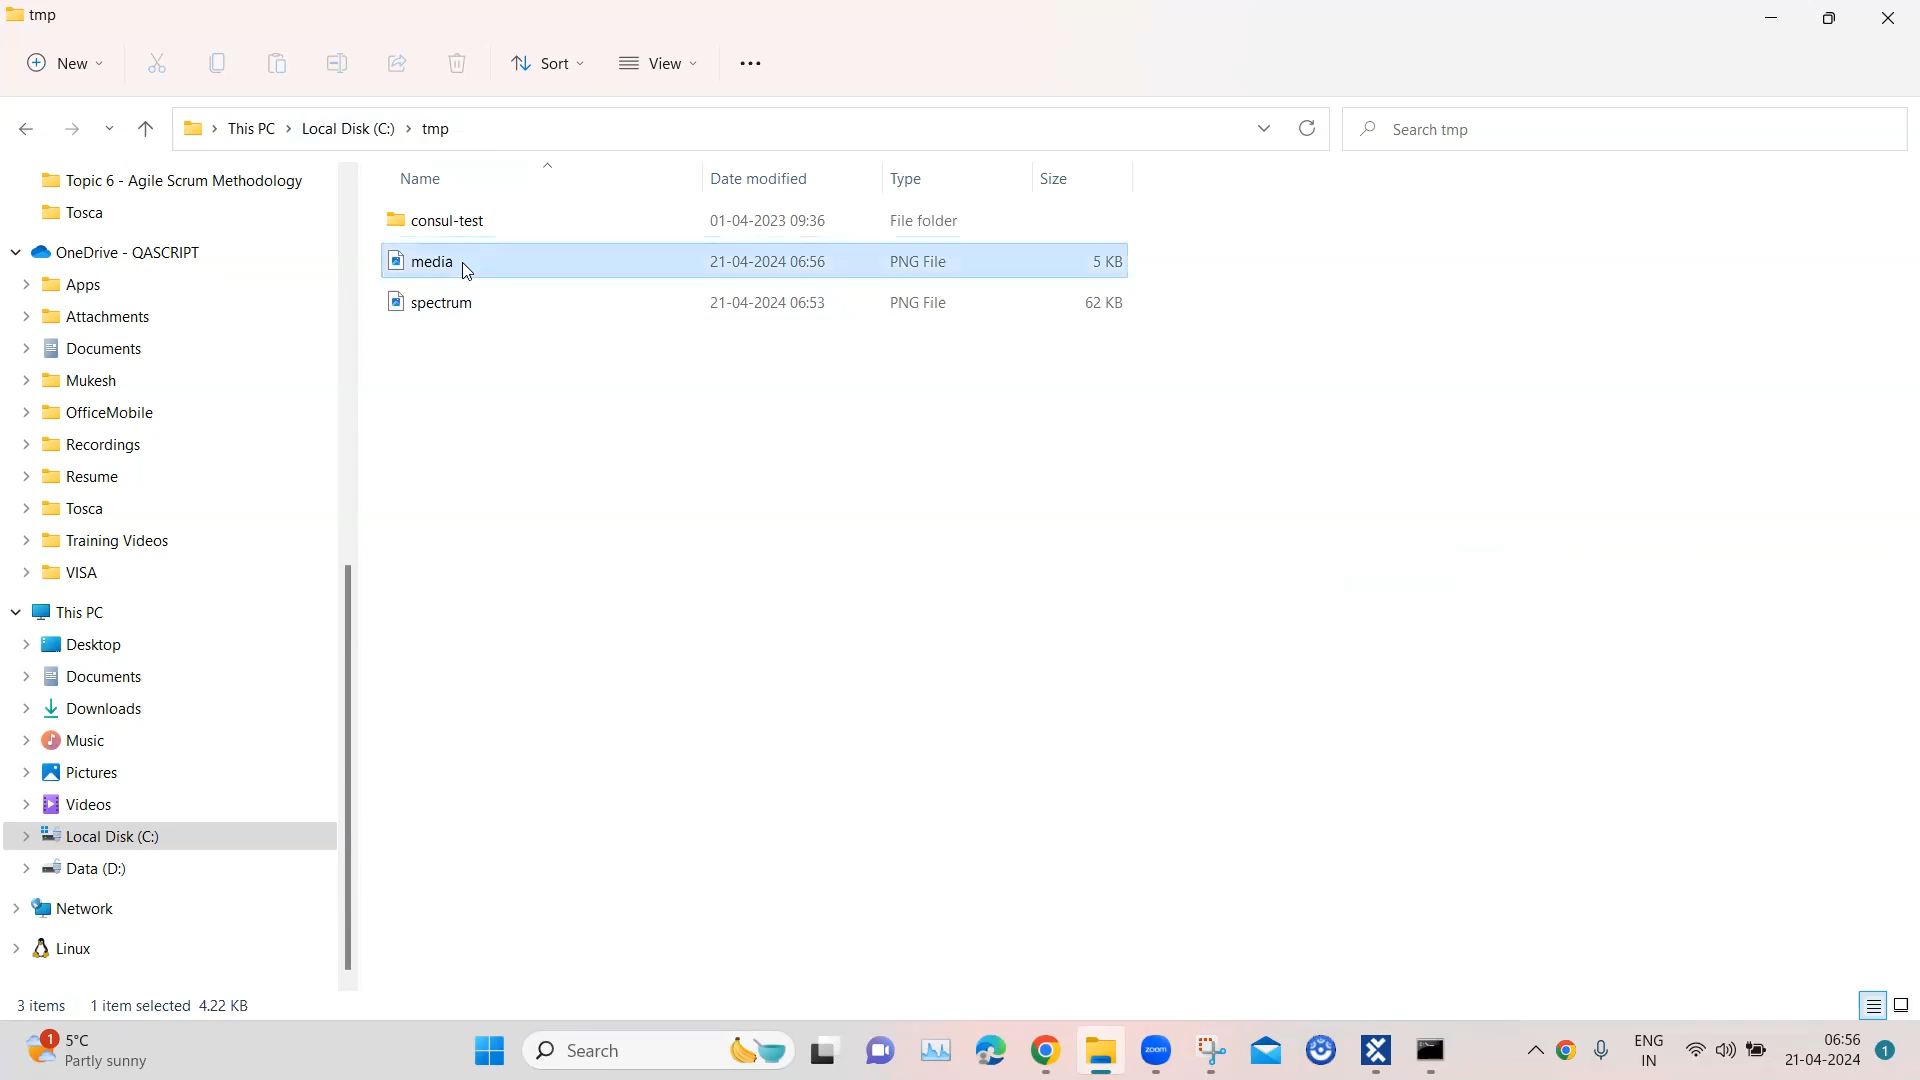 tmp
New
Sort
View
This PC
Local Disk (C:)
tmp
Search tmp
Topic 6 - Agile Scrum Methodology
Tosca
OneDrive - QASCRIPT
Apps
Attachments
Documents
Mukesh
OfficeMobile
Recordings
Resume
Tosca
Training Videos
VISA
This PC
Desktop
Documents
Downloads
Music
Pictures
Videos
Local Disk (C:)
Data (D:)
Network
Linux
Name Date modified Type Size
consul-test 01-04-2023 09:36 File folder
media 21-04-2024 06:56 PNG File 5 KB
spectrum 21-04-2024 06:53 PNG File 62 KB
3 items 1 item selected 4.22 KB
1
5°C
Partly sunny
Search
zoom
ENG
IN
06:56
21-04-2024
1